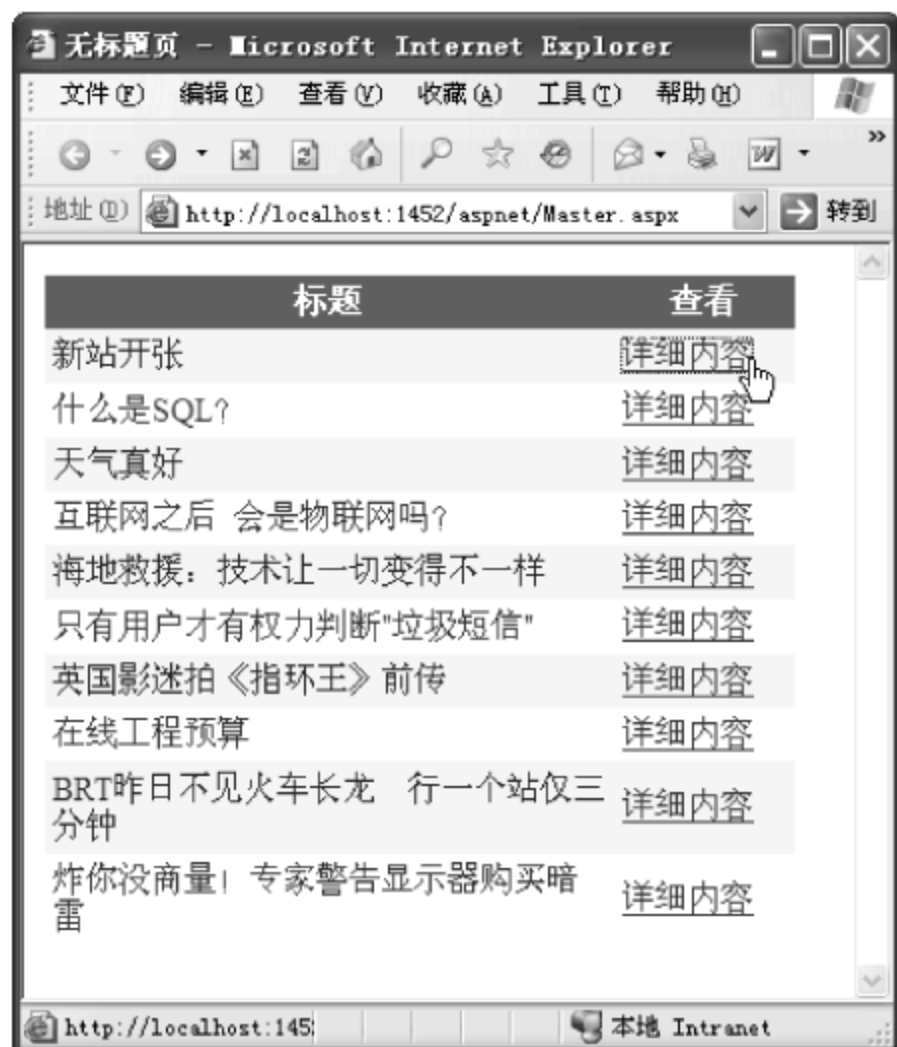 无标题页 - Microsoft Internet Explorer
文件(F) 编辑(E) 查看(V) 收藏(A) 工具(T) 帮助(H)
地址(D) http://localhost:1452/aspnet/Master.aspx 转到
标题 查看
新站开张 详细内容
什么是SQL? 详细内容
天气真好 详细内容
互联网之后 会是物联网吗? 详细内容
海地救援：技术让一切变得不一样 详细内容
只有用户才有权力判断"垃圾短信" 详细内容
英国影迷拍《指环王》前传 详细内容
在线工程预算 详细内容
BRT昨日不见火车长龙 行一个站仅三
分钟 详细内容
炸你没商量！专家警告显示器购买暗
雷 详细内容
http://localhost:145 本地 Intranet